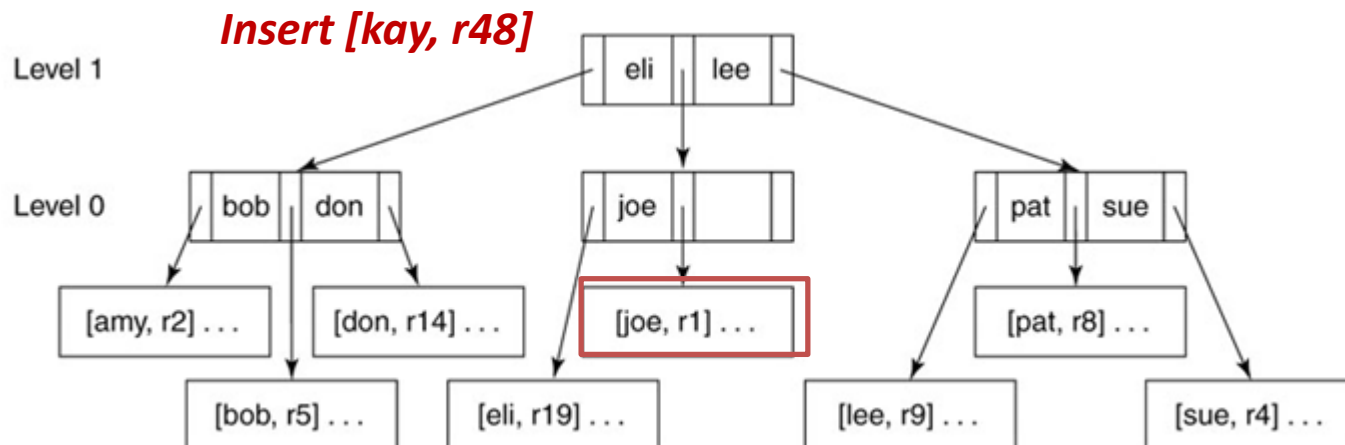 Insert [kay, r48]
Level 1
eli lee
Level 0
bob don
joe
pat sue
[amy, r2] . . .
[don, r14] . . .
[joe, r1] . . .
[pat, r8] . . .
[bob, r5] . . .
[eli, r19] . . .
[lee, r9] . . .
[sue, r4] . . .